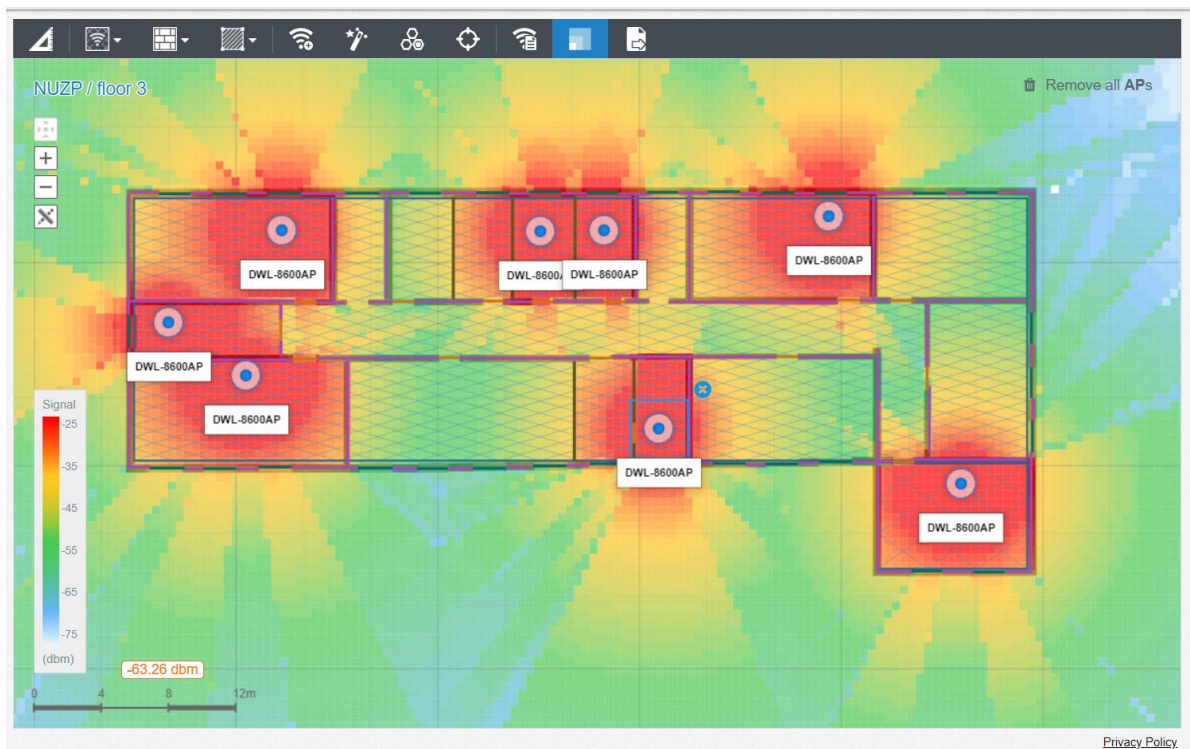 NUZP / floor 3
Remove all APs
DWL-8600AP
DWL-8600A
DWL-8600AP
DWL-8600AP
DWL-8600AP
DWL-8600AP
DWL-8600AP
DWL-8600AP
Signal
-25
-35
-45
-55
-65
-75
(dbm)
-63.26 dbm
0 4 8 12m
Privacy Policy